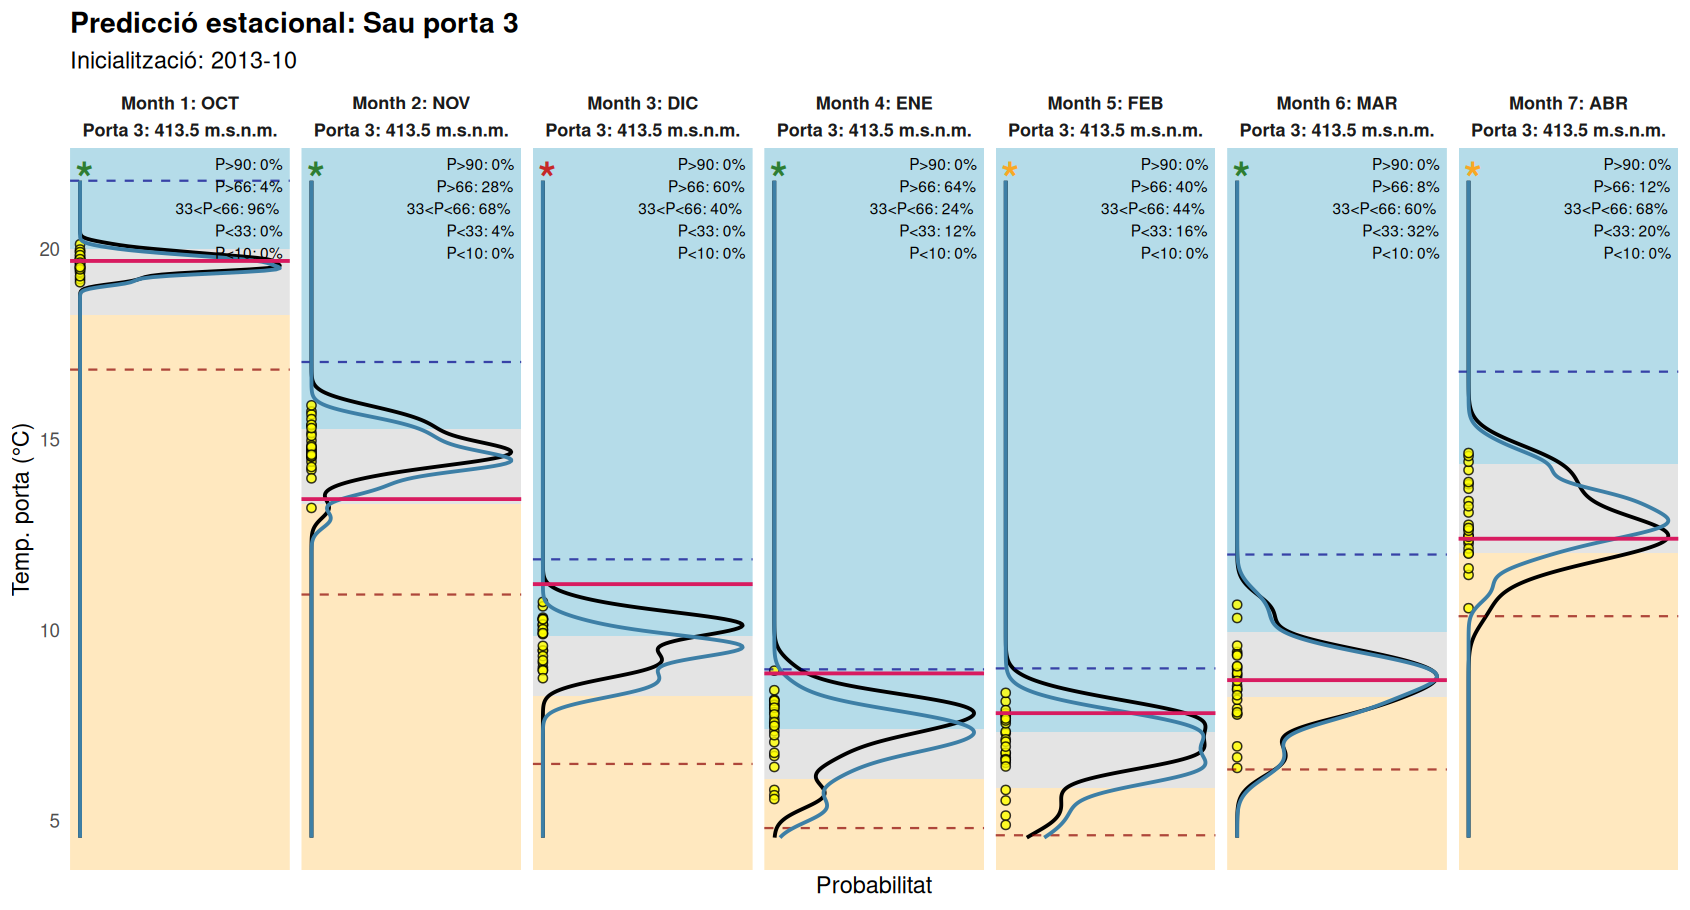 Predicció estacional: Sau porta 3
Inicialització: 2013-10
Month 1: OCT
Porta 3: 413.5 m.s.n.m.
Month 2: NOV
Porta 3: 413.5 m.s.n.m.
Month 3: DIC
Porta 3: 413.5 m.s.n.m.
Month 4: ENE
Porta 3: 413.5 m.s.n.m.
Month 5: FEB
Porta 3: 413.5 m.s.n.m.
Month 6: MAR
Porta 3: 413.5 m.s.n.m.
Month 7: ABR
Porta 3: 413.5 m.s.n.m.
*
P>90: 0%
P>66: 4%
33<P<66: 96%
P<33: 0%
P<10: 0%
*
P>90: 0%
P>66: 28%
33<P<66: 68%
P<33: 4%
P<10: 0%
*
P>90: 0%
P>66: 60%
33<P<66: 40%
P<33: 0%
P<10: 0%
*
P>90: 0%
P>66: 64%
33<P<66: 24%
P<33: 12%
P<10: 0%
*
P>90: 0%
P>66: 40%
33<P<66: 44%
P<33: 16%
P<10: 0%
*
P>90: 0%
P>66: 8%
33<P<66: 60%
P<33: 32%
P<10: 0%
*
P>90: 0%
P>66: 12%
33<P<66: 68%
P<33: 20%
P<10: 0%
20
15
10
5
Temp. porta (°C)
Probabilitat